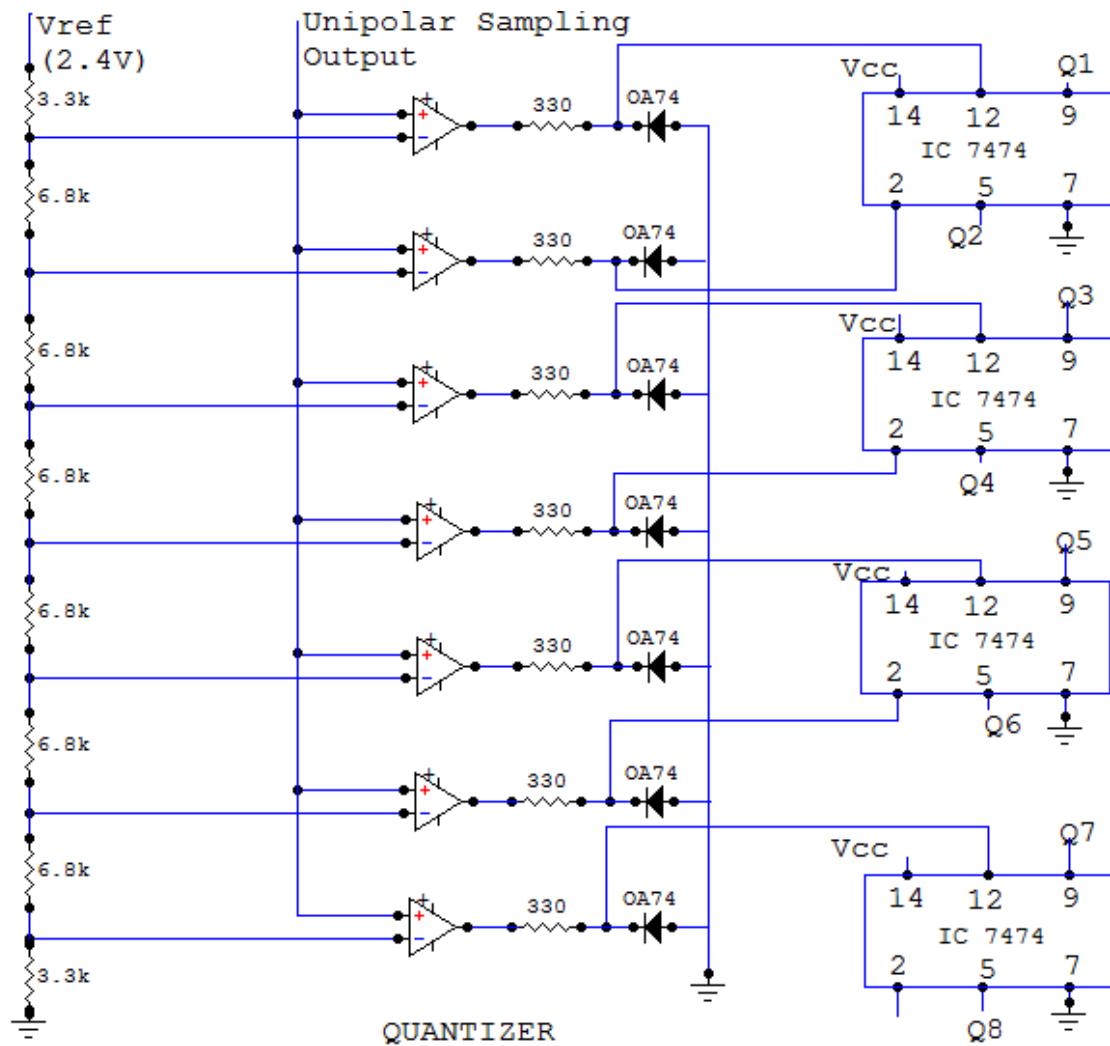 Vref
(2.4V)
Unipolar Sampling
Output
3.3k
6.8k
6.8k
6.8k
6.8k
6.8k
6.8k
3.3k
+
+
-
330
OA74
+
+
-
330
OA74
+
+
-
330
OA74
+
+
-
330
OA74
+
+
-
330
OA74
+
+
-
330
OA74
+
+
-
330
OA74
Vcc
Q1
14 12 9
IC 7474
2 5 7
Q2
Vcc
Q3
14 12 9
IC 7474
2 5 7
Q4
Vcc
Q5
14 12 9
IC 7474
2 5 7
Q6
Vcc
Q7
14 12 9
IC 7474
2 5 7
Q8
QUANTIZER